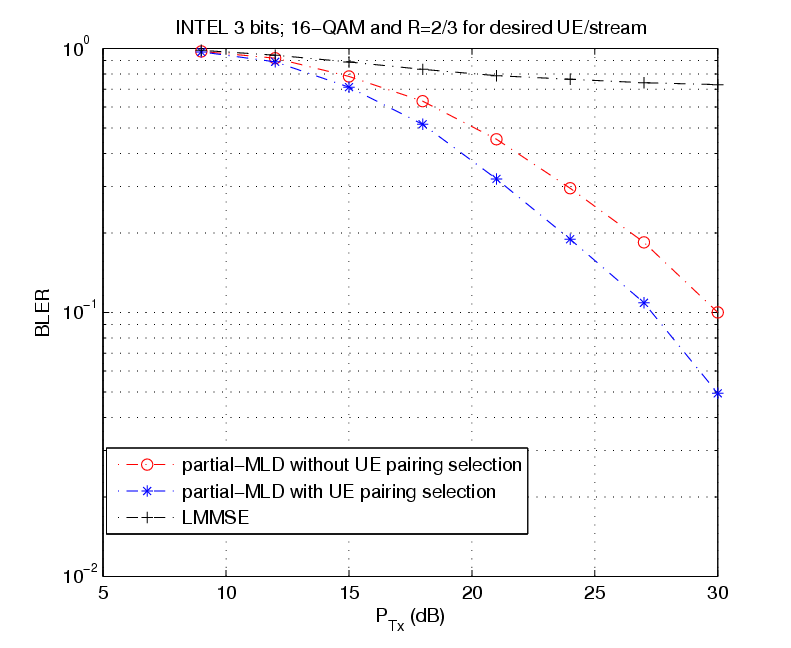 INTEL 3 bits; 16−QAM and R=2/3 for desired UE/stream
10^0
10^−1
10^−2
BLER
partial−MLD without UE pairing selection
partial−MLD with UE pairing selection
LMMSE
5 10 15 20 25 30
P_Tx (dB)